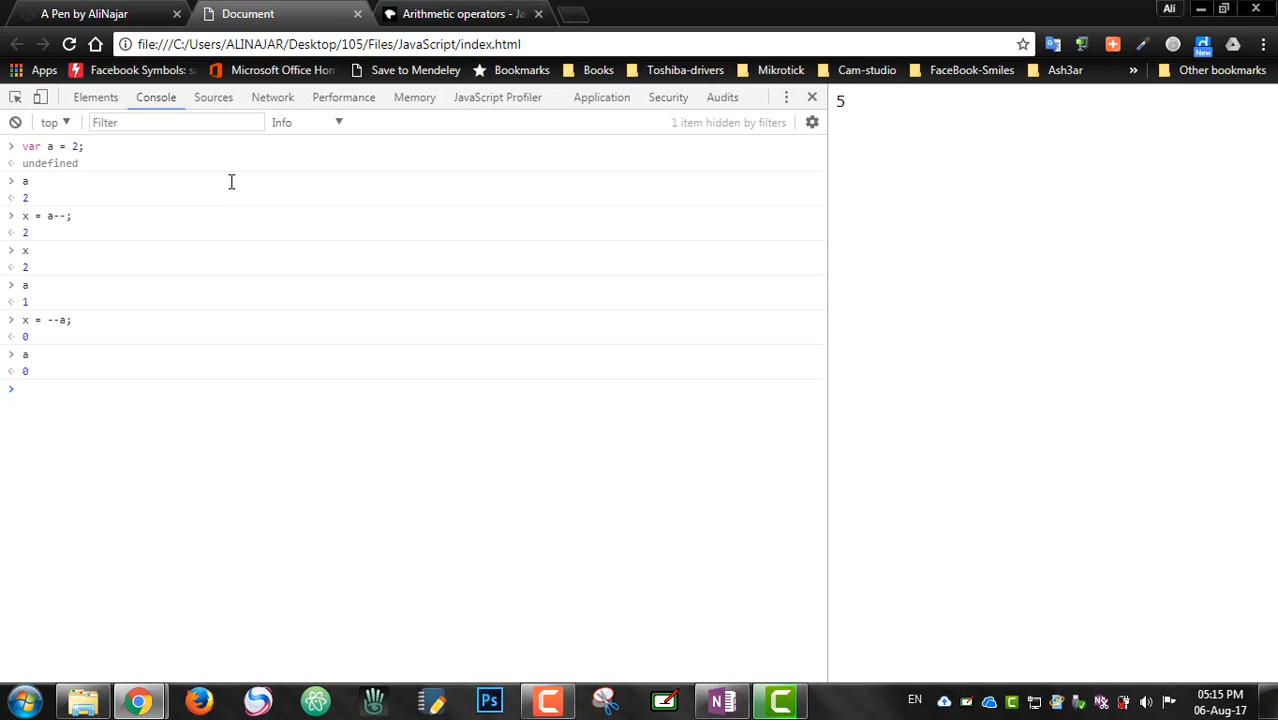 A Pen by AliNajar
Document
Arithmetic operators - Ja
Ali
file:///C:/Users/ALINAJAR/Desktop/105/Files/JavaScript/index.html
New
Apps
Facebook Symbols: s
Microsoft Office Hom
Save to Mendeley
Bookmarks
Books
Toshiba-drivers
Mikrotick
Cam-studio
FaceBook-Smiles
Ash3ar
»
Other bookmarks
Elements
Console
Sources
Network
Performance
Memory
JavaScript Profiler
Application
Security
Audits
5
top
Filter
Info
1 item hidden by filters
var a = 2;
undefined
a
2
x = a--;
2
x
2
a
1
x = --a;
0
a
0
Ps
EN
05:15 PM
06-Aug-17